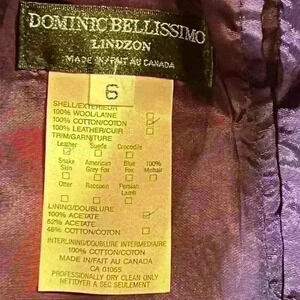 DOMINIC BELLISSIMO
LINDZON
MADE IN/FAIT AU CANADA
6
SHELL/EXTERIEUR
100% WOOL/LAINE
100% COTTON/COTON
100% LEATHER/CUIR
TRIM/GARNITURE
Leather Suede Crocodile
Snake Skin American Grey Fox Blue Fox 100% Mohair
Otter Raccoon Persian Lamb
LINING/DOUBLURE
100% ACETATE
52% ACETATE
48% COTTON/COTON
INTERLINING/DOUBLURE INTERMEDIAIRE
100% COTTON/COTON
MADE IN/FAIT AU CANADA
CA 01055
PROFESSIONALLY DRY CLEAN ONLY
NETTOYER A SEC SEULEMENT